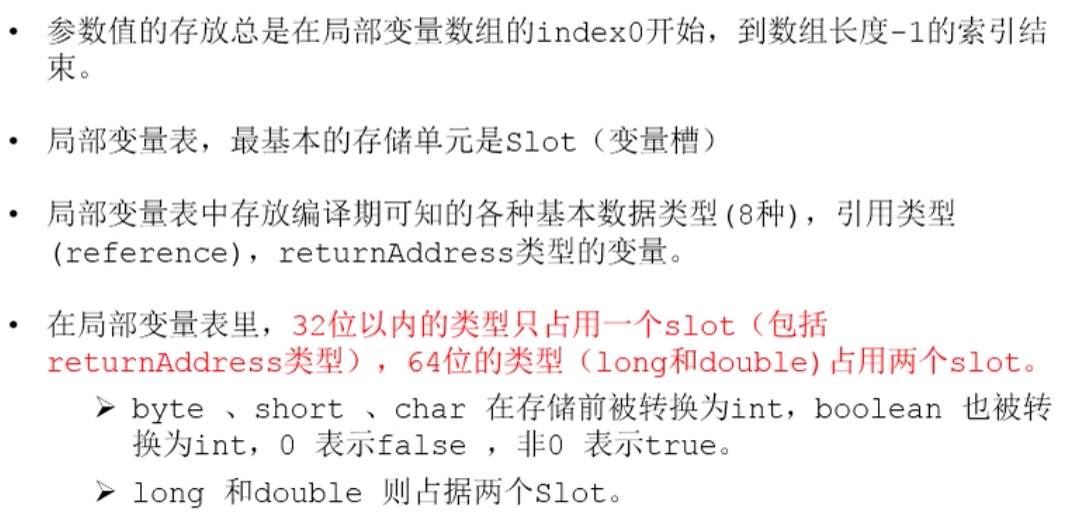 • 参数值的存放总是在局部变量数组的index0开始，到数组长度-1的索引结
束。
• 局部变量表，最基本的存储单元是Slot（变量槽）
• 局部变量表中存放编译期可知的各种基本数据类型(8种)，引用类型
(reference)，returnAddress类型的变量。
• 在局部变量表里，32位以内的类型只占用一个slot（包括
returnAddress类型），64位的类型（long和double)占用两个slot。
➢ byte 、short 、char 在存储前被转换为int，boolean 也被转
换为int，0 表示false ，非0 表示true。
➢ long 和double 则占据两个Slot。